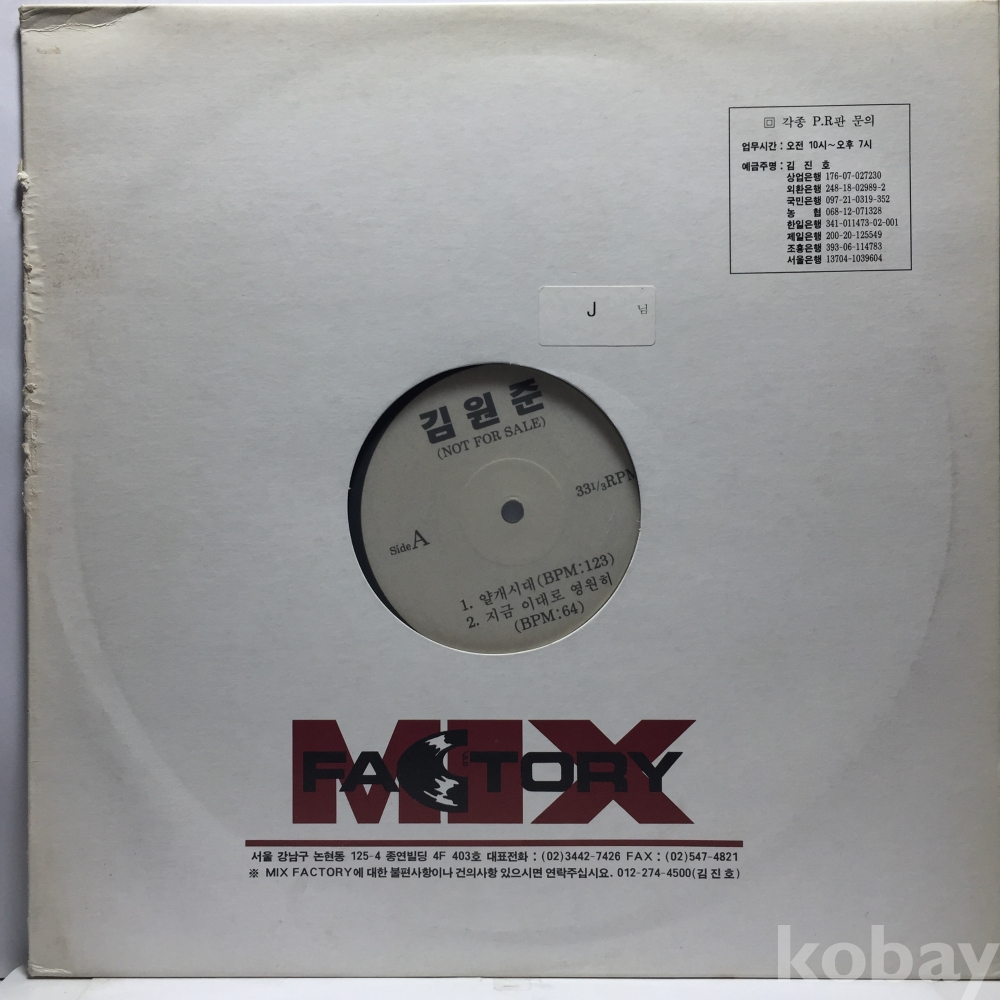 ▣ 각종 P.R판 문의
업무시간 : 오전 10시~오후 7시
예금주명 : 김 진 호
상업은행 176-07-027230
외환은행 248-18-02989-2
국민은행 097-21-0319-352
농 협 068-12-071328
한일은행 341-011473-02-001
제일은행 200-20-125549
조흥은행 393-06-114783
서울은행 13704-1039604
J 님
김원준
(NOT FOR SALE)
33 1/3 RPM
Side A
1. 얄개시대 (BPM:123)
2. 지금 이대로 영원히
(BPM:64)
MIX
FACTORY
서울 강남구 논현동 125-4 종연빌딩 4F 403호 대표전화 : (02)3442-7426 FAX : (02)547-4821
※ MIX FACTORY에 대한 불편사항이나 건의사항 있으시면 연락주십시요. 012-274-4500(김 진 호)
kobay